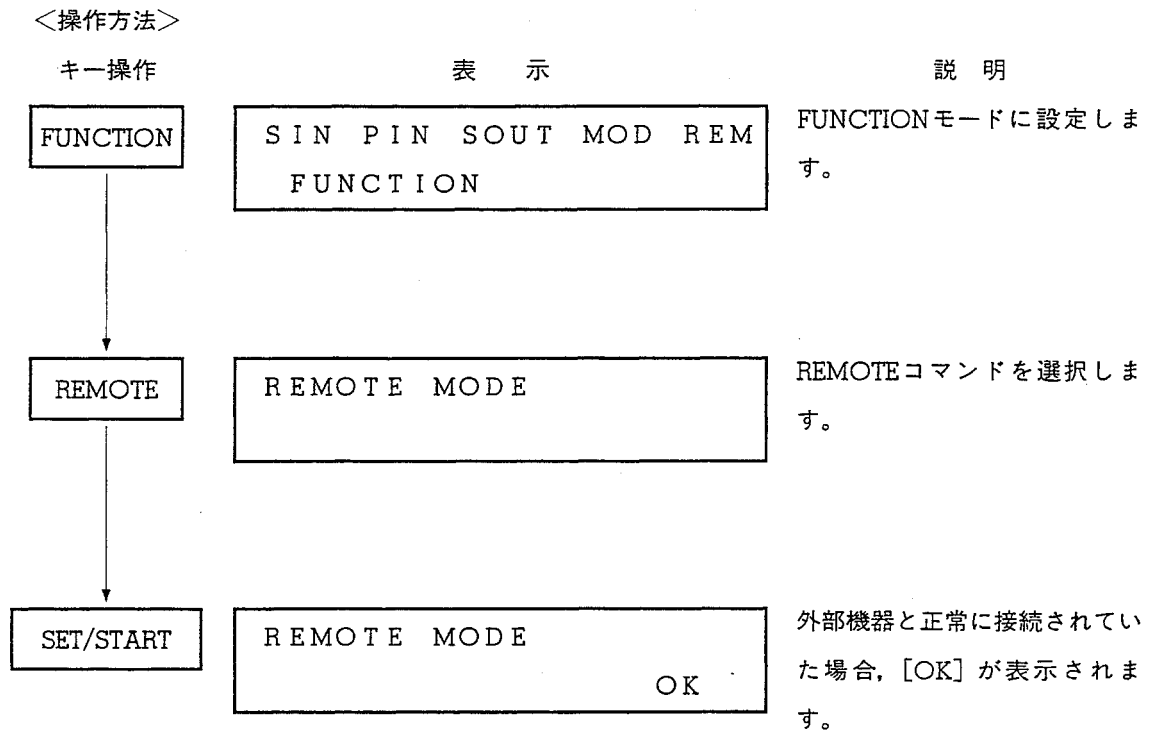 <操作方法>
キー操作 表 示 説 明
FUNCTION
SIN PIN SOUT MOD REM
FUNCTION
FUNCTIONモードに設定しま
す。
REMOTE
REMOTE MODE
REMOTEコマンドを選択しま
す。
SET/START
REMOTE MODE
OK
外部機器と正常に接続されてい
た場合,［OK］が表示されま
す。